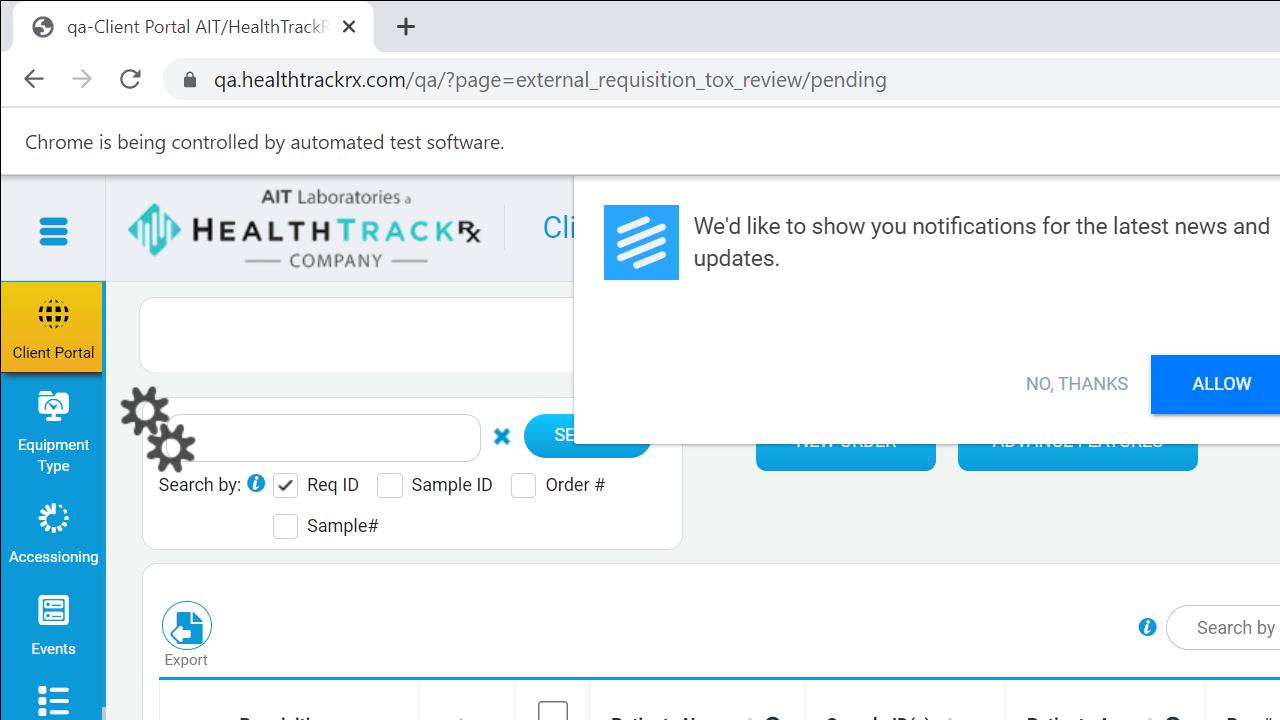 qa-Client Portal AIT/HealthTrackR
qa.healthtrackrx.com/qa/?page=external_requisition_tox_review/pending
Chrome is being controlled by automated test software.
AIT Laboratories a
HEALTHTRACKRx
COMPANY
Cli
We'd like to show you notifications for the latest news and
updates.
NO, THANKS
ALLOW
Client Portal
SE
NEW ORDER
ADVANCE FEATURES
Equipment
Type
Search by:
Req ID
Sample ID
Order #
Sample#
Accessioning
Events
Search by
Export